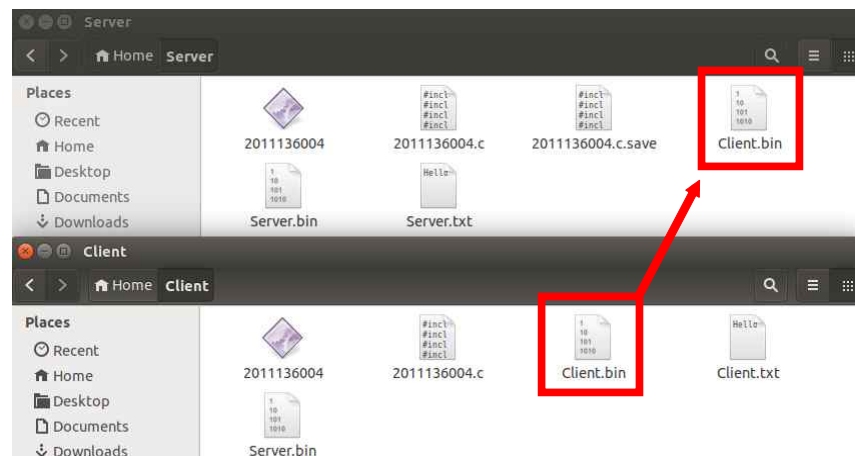 Server
Home Server
Places
Recent
Home
Desktop
Documents
Downloads
#incl
#incl
#incl
#incl
#incl
#incl
#incl
#incl
1
10
101
1010
2011136004 2011136004.c 2011136004.c.save Client.bin
1
10
101
1010
Hello
Server.bin Server.txt
Client
Home Client
Places
Recent
Home
Desktop
Documents
Downloads
#incl
#incl
#incl
#incl
1
10
101
1010
Hello
2011136004 2011136004.c Client.bin Client.txt
1
10
101
1010
Server.bin